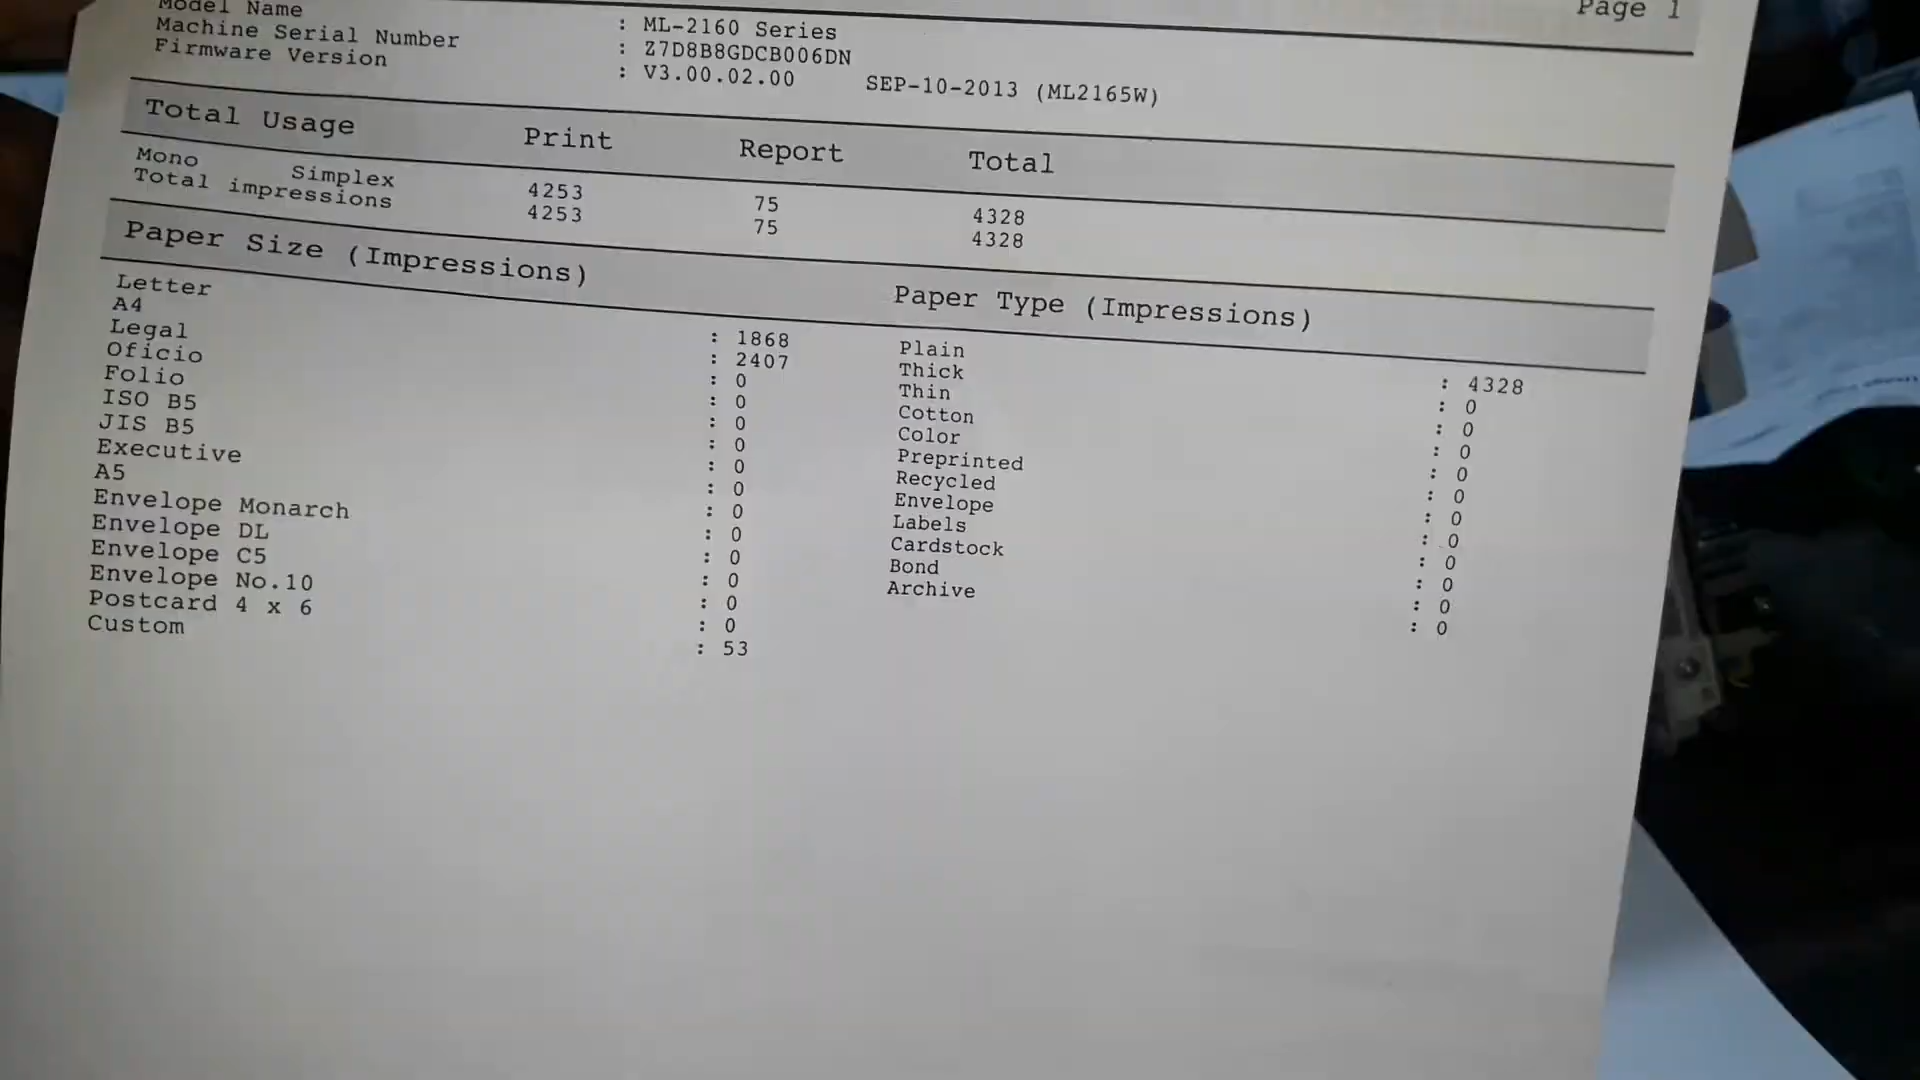 Page 1
Model Name : ML-2160 Series
Machine Serial Number : Z7D8B8GDCB006DN
Firmware Version : V3.00.02.00 SEP-10-2013 (ML2165W)
Total Usage Print Report Total
Mono Simplex 4253 75 4328
Total impressions 4253 75 4328
Paper Size (Impressions) Paper Type (Impressions)
Letter : 1868 Plain : 4328
A4 : 2407 Thick : 0
Legal : 0 Thin : 0
Oficio : 0 Cotton : 0
Folio : 0 Color : 0
ISO B5 : 0 Preprinted : 0
JIS B5 : 0 Recycled : 0
Executive : 0 Envelope : 0
A5 : 0 Labels : 0
Envelope Monarch : 0 Cardstock : 0
Envelope DL : 0 Bond : 0
Envelope C5 : 0 Archive : 0
Envelope No.10 : 0
Postcard 4 x 6 : 0
Custom : 53